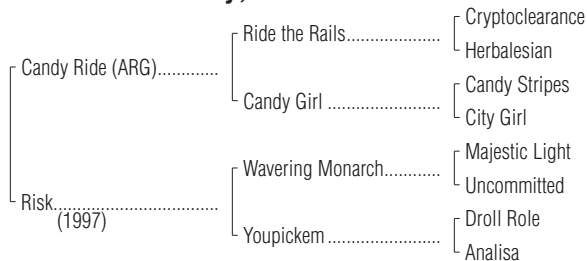 Cryptoclearance
Ride the Rails....................
Herbalesian
Candy Ride (ARG).............
Candy Stripes
Candy Girl ..........................
City Girl
Majestic Light
Wavering Monarch............
Uncommitted
Risk......................................
(1997)
Droll Role
Youpickem ..........................
Analisa